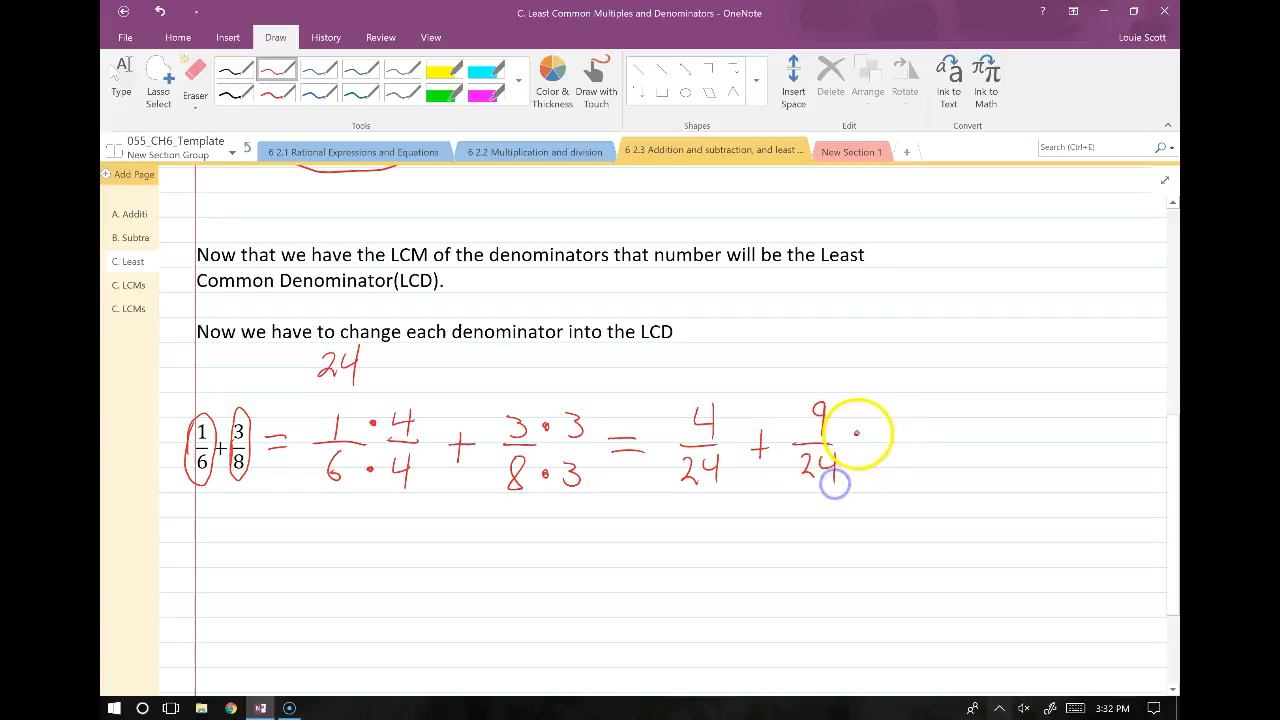 C. Least Common Multiples and Denominators - OneNote
?
File Home Insert Draw History Review View
Louie Scott
Type
Lasso Select
Eraser
Color & Thickness
Draw with Touch
Insert Space
Delete
Arrange
Rotate
Ink to Text
Ink to Math
Tools Shapes Edit Convert
055_CH6_Template
New Section Group
6 2.1 Rational Expressions and Equations
6 2.2 Multiplication and division
6 2.3 Addition and subtraction, and least ...
New Section 1
+
Search (Ctrl+E)
Add Page
A. Additi
B. Subtra
C. Least
C. LCMs
C. LCMs
Now that we have the LCM of the denominators that number will be the Least
Common Denominator(LCD).
Now we have to change each denominator into the LCD
24
1/6 + 3/8 = 1 · 4 / 6 · 4 + 3 · 3 / 8 · 3 = 4/24 + 9/24
3:32 PM